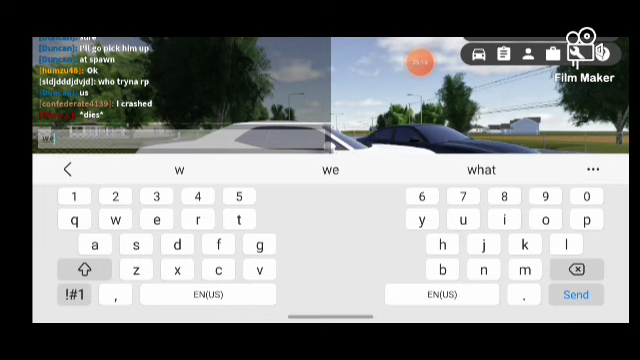 [Duncan]: sure
[Duncan]: I'll go pick him up
[Duncan]: at spawn
[humzu48]: Ok
[sldjdddjdvjd]: who tryna rp
[Duncan]: us
[confederate4139]: I crashed
*dies*
we
Film Maker
w we what
1 2 3 4 5 6 7 8 9 0
q w e r t y u i o p
a s d f g h j k l
z x c v b n m
!#1 , EN(US) EN(US) . Send